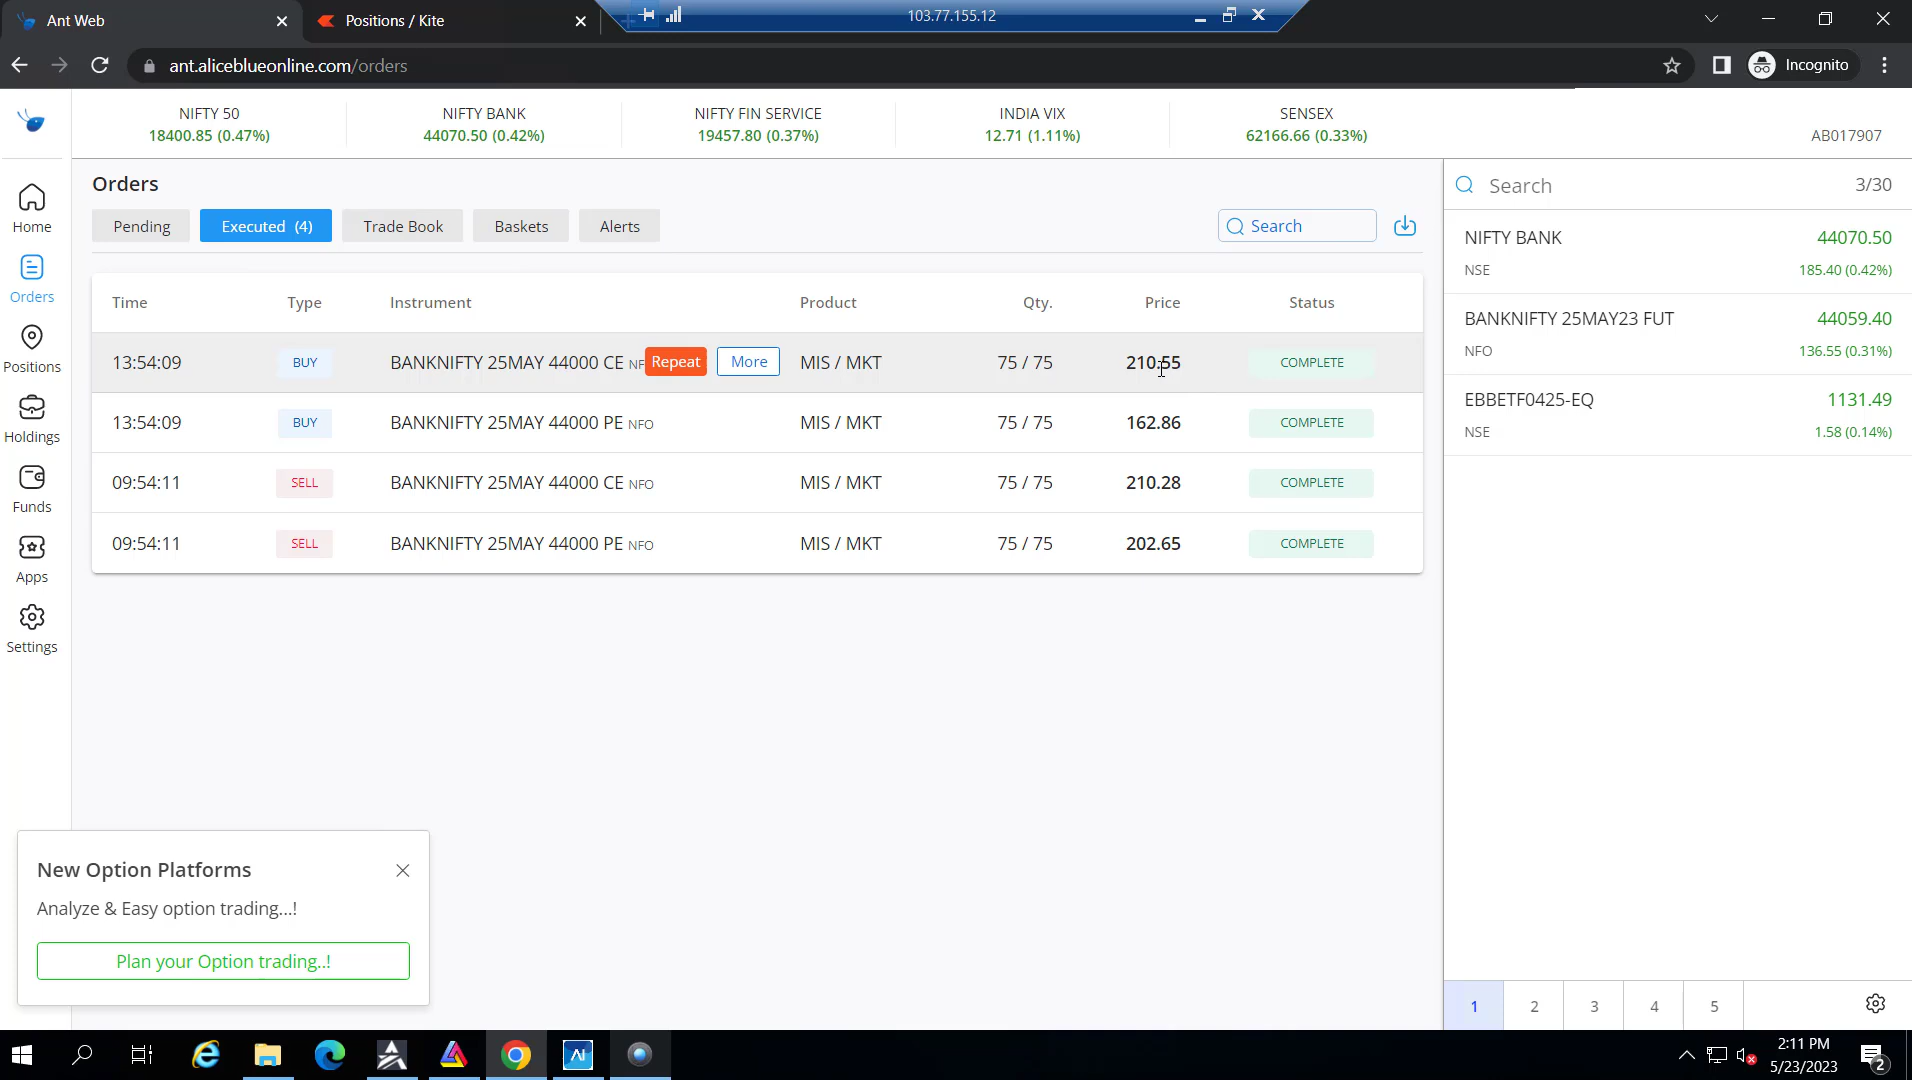 Ant Web
Positions / Kite
103.77.155.12
ant.aliceblueonline.com/orders
Incognito
NIFTY 50
18400.85 (0.47%)
NIFTY BANK
44070.50 (0.42%)
NIFTY FIN SERVICE
19457.80 (0.37%)
INDIA VIX
12.71 (1.11%)
SENSEX
62166.66 (0.33%)
AB017907
Home
Orders
Positions
Holdings
Funds
Apps
Settings
Orders
Pending
Executed (4)
Trade Book
Baskets
Alerts
Search
Time Type Instrument Product Qty. Price Status
13:54:09 BUY BANKNIFTY 25MAY 44000 CE NF Repeat More MIS / MKT 75 / 75 210.55 COMPLETE
13:54:09 BUY BANKNIFTY 25MAY 44000 PE NFO MIS / MKT 75 / 75 162.86 COMPLETE
09:54:11 SELL BANKNIFTY 25MAY 44000 CE NFO MIS / MKT 75 / 75 210.28 COMPLETE
09:54:11 SELL BANKNIFTY 25MAY 44000 PE NFO MIS / MKT 75 / 75 202.65 COMPLETE
Search 3/30
NIFTY BANK 44070.50
NSE 185.40 (0.42%)
BANKNIFTY 25MAY23 FUT 44059.40
NFO 136.55 (0.31%)
EBBETF0425-EQ 1131.49
NSE 1.58 (0.14%)
New Option Platforms
Analyze & Easy option trading...!
Plan your Option trading..!
1 2 3 4 5
2:11 PM
5/23/2023
2